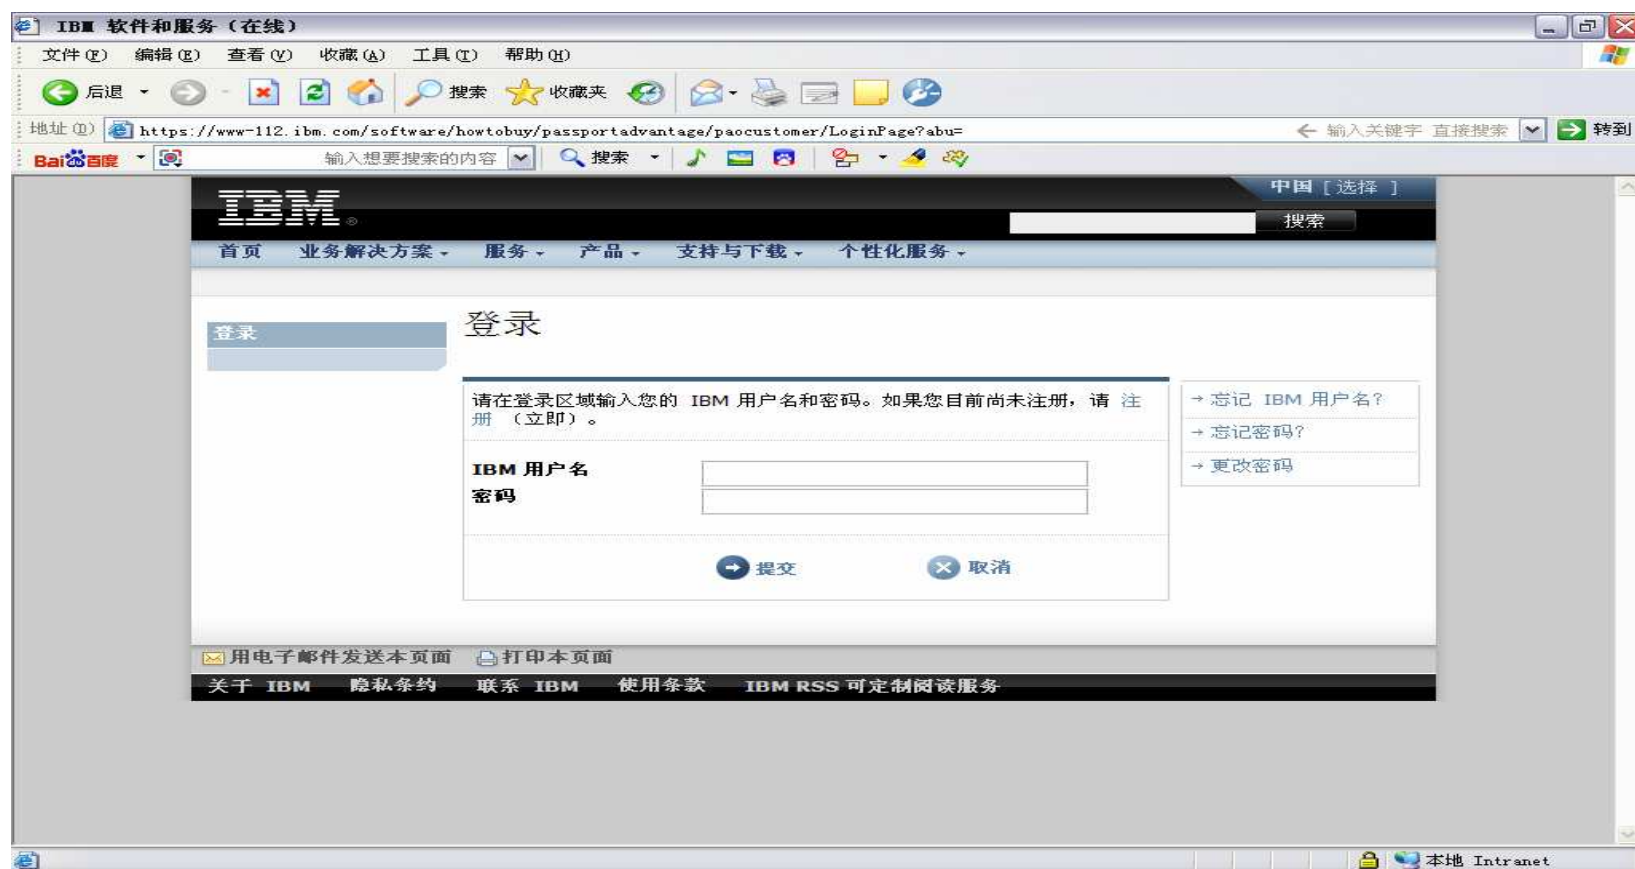 IBM 软件和服务 (在线)
文件(F) 编辑(E) 查看(V) 收藏(A) 工具(T) 帮助(H)
后退 搜索 收藏夹
地址(D) https://www-112.ibm.com/software/howtobuy/passportadvantage/paocustomer/LoginPage?abu= ← 输入关键字 直接搜索 转到
Bai百度 输入想要搜索的内容 搜索
中国 [ 选择 ]
IBM®
搜索
首页 业务解决方案 服务 产品 支持与下载 个性化服务
登录
登录
请在登录区域输入您的 IBM 用户名和密码。如果您目前尚未注册,请 注
册 (立即)。
→ 忘记 IBM 用户名?
→ 忘记密码?
→ 更改密码
IBM 用户名
密码
提交 取消
用电子邮件发送本页面 打印本页面
关于 IBM 隐私条约 联系 IBM 使用条款 IBM RSS 可定制阅读服务
本地 Intranet